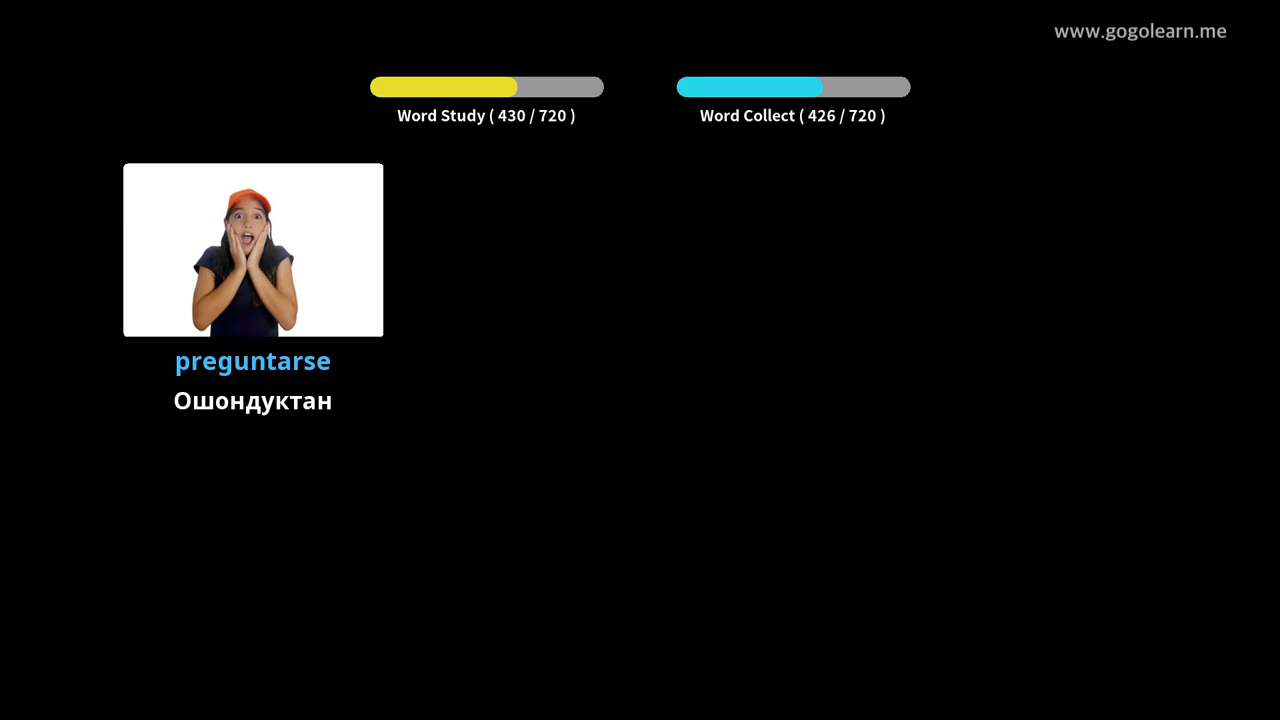 www.gogolearn.me
Word Study ( 430 / 720 )
Word Collect ( 426 / 720 )
preguntarse
Ошондуктан